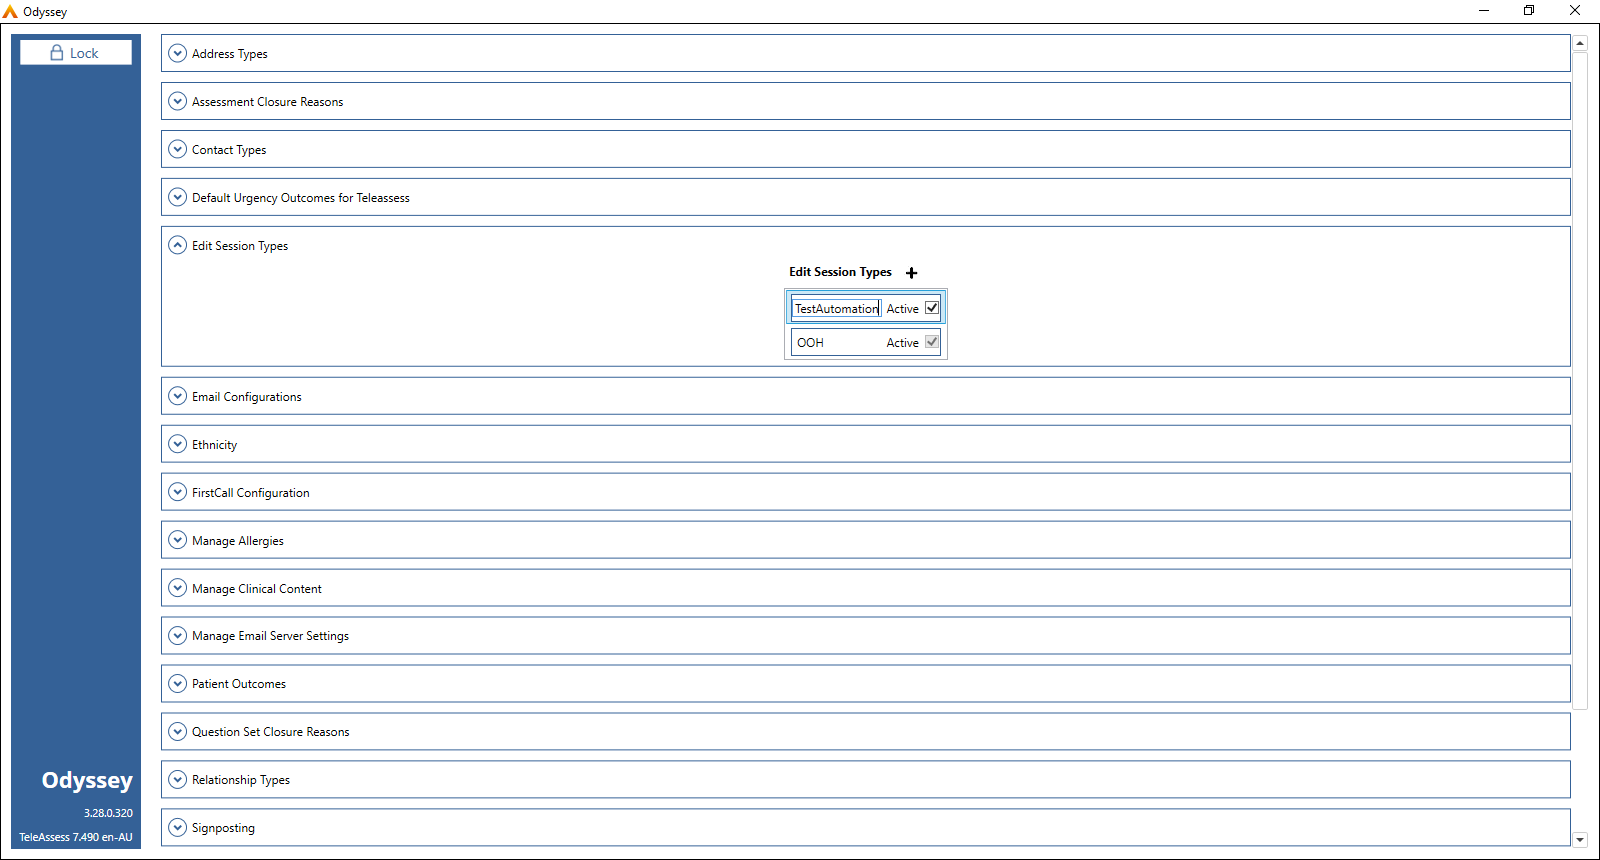 Odyssey
Lock
Address Types
Assessment Closure Reasons
Contact Types
Default Urgency Outcomes for Teleassess
Edit Session Types
Edit Session Types
TestAutomation Active
OOH Active
Email Configurations
Ethnicity
FirstCall Configuration
Manage Allergies
Manage Clinical Content
Manage Email Server Settings
Patient Outcomes
Question Set Closure Reasons
Relationship Types
Signposting
Odyssey
3.28.0.320
TeleAssess 7.490 en-AU